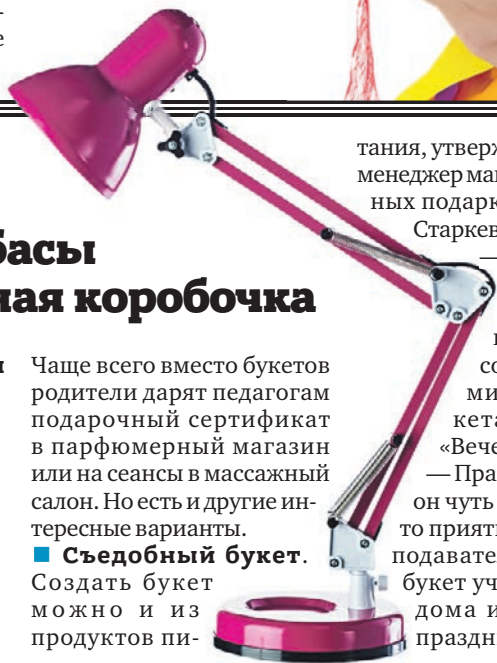 е
басы
ная коробочка
Чаще всего вместо букетов
родители дарят педагогам
подарочный сертификат
в парфюмерный магазин
или на сеансы в массажный
салон. Но есть и другие ин-
тересные варианты.
Съедобный букет.
Создать букет
можно и из
продуктов пи-
тания, утверж
менеджер ма
ных подарк
Старкев
—
со
ми
кета
«Вече
— Пра
он чуть
то прият
подавате
букет уч
дома и
праздн